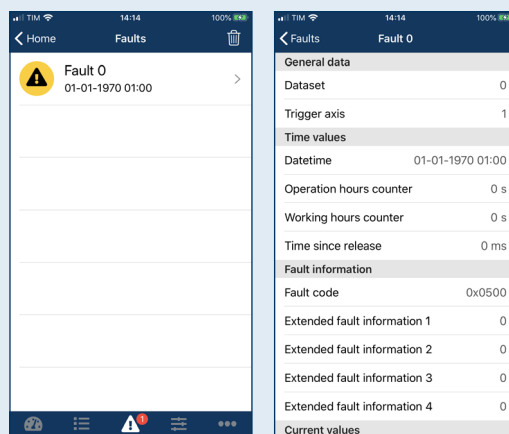 TIM 14:14 100%
Home Faults
Fault 0
01-01-1970 01:00
1
TIM 14:14 100%
Faults Fault 0
General data
Dataset 0
Trigger axis 1
Time values
Datetime 01-01-1970 01:00
Operation hours counter 0 s
Working hours counter 0 s
Time since release 0 ms
Fault information
Fault code 0x0500
Extended fault information 1 0
Extended fault information 2 0
Extended fault information 3 0
Extended fault information 4 0
Current values